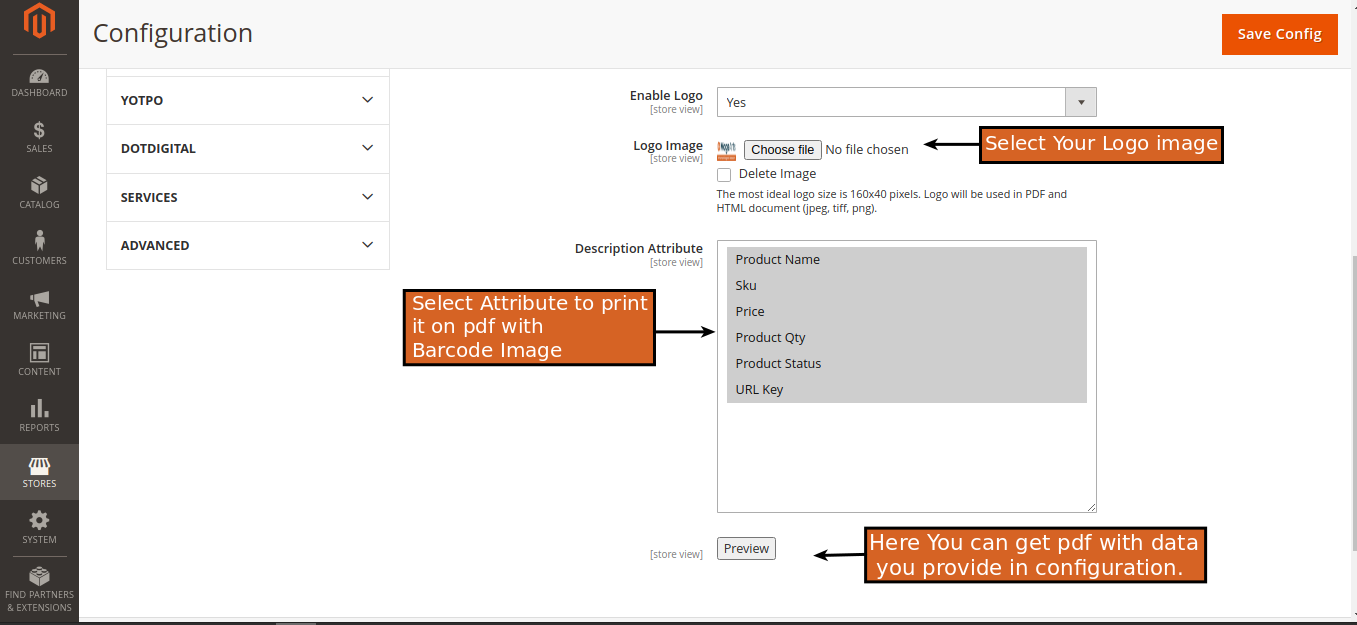 Configuration
Save Config
DASHBOARD
SALES
CATALOG
CUSTOMERS
MARKETING
CONTENT
REPORTS
STORES
SYSTEM
FIND PARTNERS
& EXTENSIONS
YOTPO
DOTDIGITAL
SERVICES
ADVANCED
Enable Logo
[store view]
Yes
Logo Image
[store view]
Choose file No file chosen
Select Your Logo image
Delete Image
The most ideal logo size is 160x40 pixels. Logo will be used in PDF and
HTML document (jpeg, tiff, png).
Description Attribute
[store view]
Product Name
Sku
Price
Product Qty
Product Status
URL Key
Select Attribute to print
it on pdf with
Barcode Image
[store view]
Preview
Here You can get pdf with data
you provide in configuration.